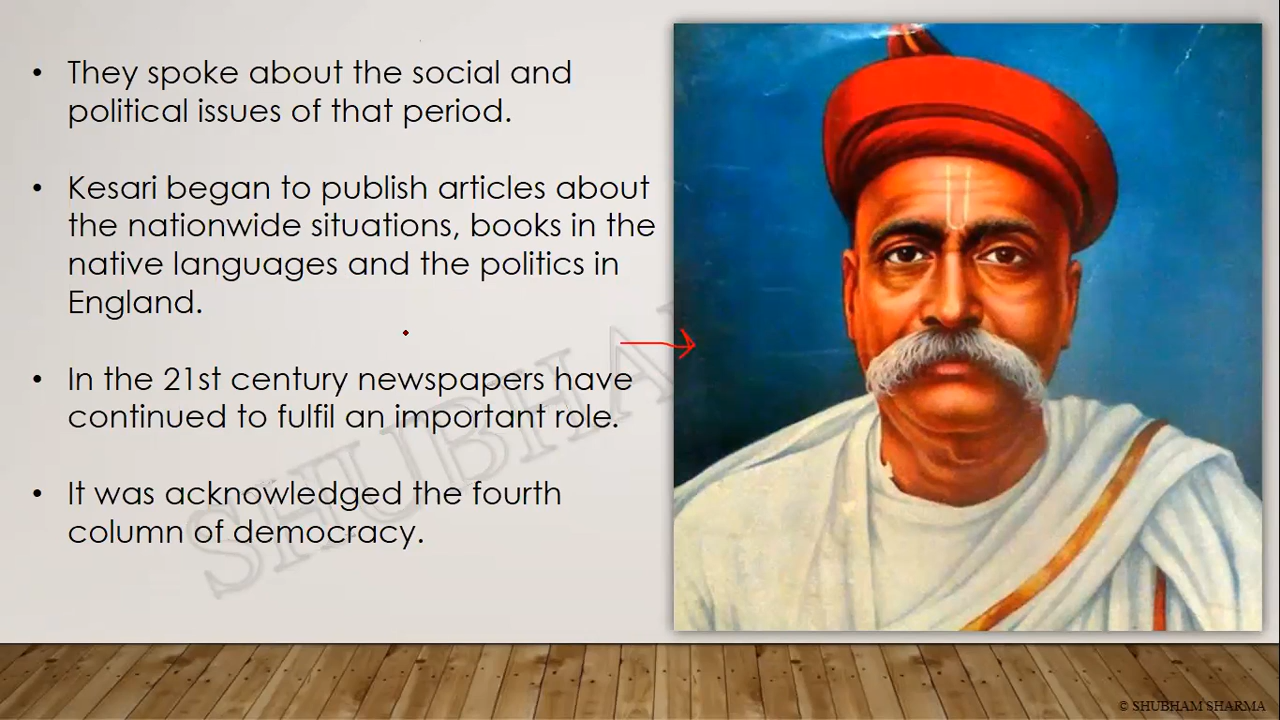 • They spoke about the social and
political issues of that period.
• Kesari began to publish articles about
the nationwide situations, books in the
native languages and the politics in
England.
• In the 21st century newspapers have
continued to fulfil an important role.
• It was acknowledged the fourth
column of democracy.
SHUBHA
© SHUBHAM SHARMA